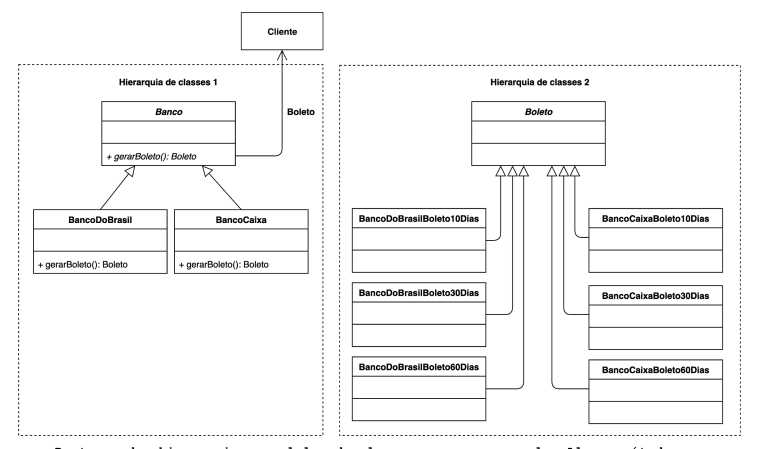 Cliente
Hierarquia de classes 1
Banco
+ gerarBoleto(): Boleto
Boleto
BancoDoBrasil
+ gerarBoleto(): Boleto
BancoCaixa
+ gerarBoleto(): Boleto
Hierarquia de classes 2
Boleto
BancoDoBrasilBoleto10Dias
BancoCaixaBoleto10Dias
BancoDoBrasilBoleto30Dias
BancoCaixaBoleto30Dias
BancoDoBrasilBoleto60Dias
BancoCaixaBoleto60Dias